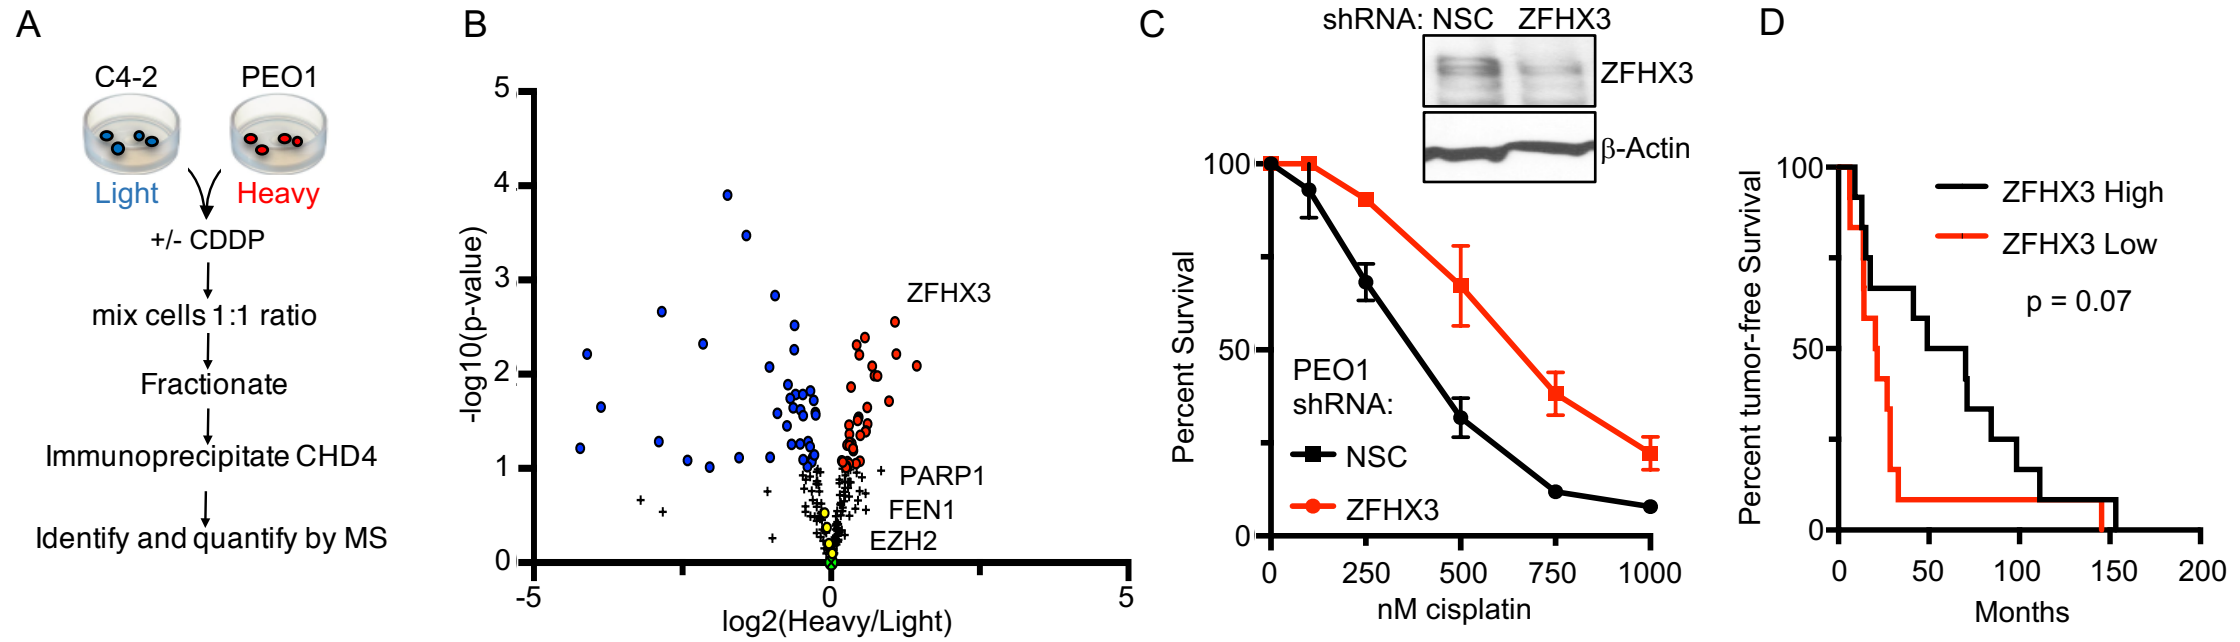 A
C4-2
PEO1
Light
Heavy
+/- CDDP
mix cells 1:1 ratio
Fractionate
Immunoprecipitate CHD4
Identify and quantify by MS
B
-log10(p-value)
5
4
3
2
1
0
-5
0
5
log2(Heavy/Light)
ZFHX3
PARP1
FEN1
EZH2
C
shRNA: NSC ZFHX3
ZFHX3
β-Actin
Percent Survival
100
50
0
PEO1
shRNA:
NSC
ZFHX3
0 250 500 750 1000
nM cisplatin
D
Percent tumor-free Survival
100
50
0
ZFHX3 High
ZFHX3 Low
p = 0.07
0 50 100 150 200
Months